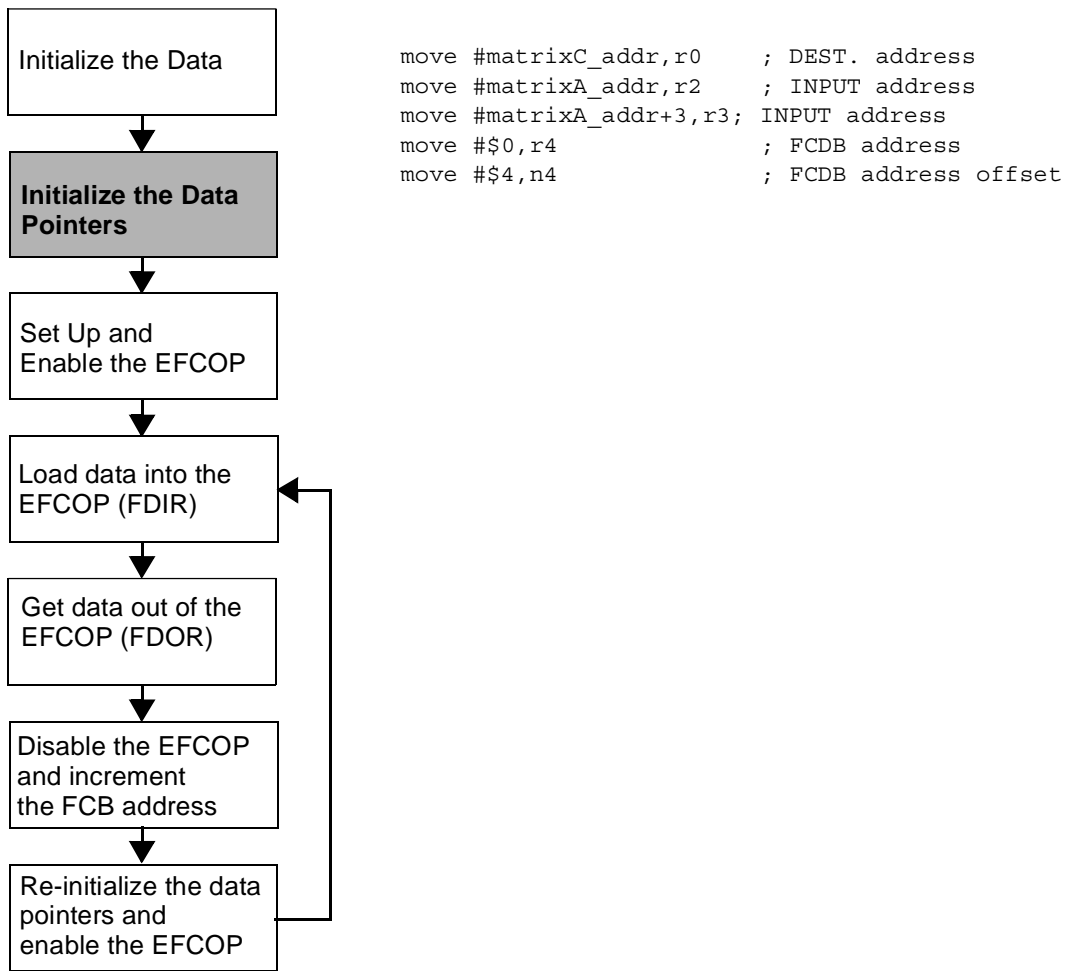 Initialize the Data
move #matrixC_addr,r0    ; DEST. address
move #matrixA_addr,r2    ; INPUT address
move #matrixA_addr+3,r3; INPUT address
move #$0,r4              ; FCDB address
move #$4,n4              ; FCDB address offset
Initialize the Data
Pointers
Set Up and
Enable the EFCOP
Load data into the
EFCOP (FDIR)
Get data out of the
EFCOP (FDOR)
Disable the EFCOP
and increment
the FCB address
Re-initialize the data
pointers and
enable the EFCOP